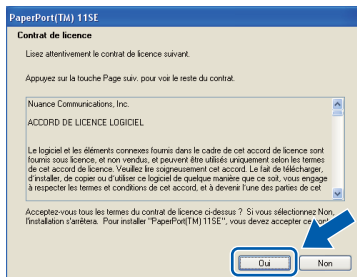 PaperPort(TM) 11SE
Contrat de licence
Lisez attentivement le contrat de licence suivant.
Appuyez sur la touche Page suiv. pour voir le reste du contrat.
Nuance Communications, Inc.
ACCORD DE LICENCE LOGICIEL
Le logiciel et les éléments connexes fournis dans le cadre de cet accord de licence sont
fournis sous licence, et non vendus, et peuvent être utilisés uniquement selon les termes
de cet accord de licence. Veuillez lire soigneusement cet accord. Le fait de télécharger,
d'installer, de copier ou d'utiliser ce logiciel de quelque manière que ce soit, vous engage
à respecter les termes et conditions de cet accord, et à devenir l'une des parties de cet
Acceptez-vous tous les termes du contrat de licence ci-dessus ? Si vous sélectionnez Non,
l'installation s'arrêtera. Pour installer "PaperPort(TM) 11SE", vous devez accepter ce
Oui
Non